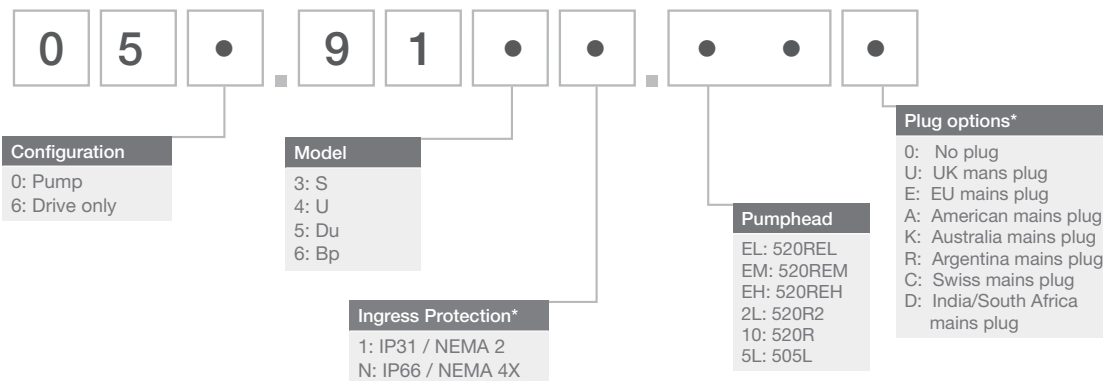 0 5 • . 9 1 • • . • • •
Configuration
0: Pump
6: Drive only
Model
3: S
4: U
5: Du
6: Bp
Ingress Protection*
1: IP31 / NEMA 2
N: IP66 / NEMA 4X
Pumphead
EL: 520REL
EM: 520REM
EH: 520REH
2L: 520R2
10: 520R
5L: 505L
Plug options*
0: No plug
U: UK mans plug
E: EU mains plug
A: American mains plug
K: Australia mains plug
R: Argentina mains plug
C: Swiss mains plug
D: India/South Africa
mains plug